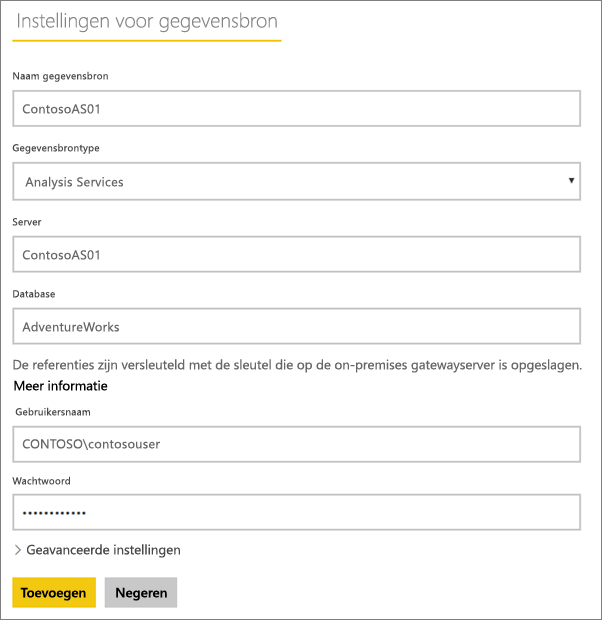 Instellingen voor gegevensbron
Naam gegevensbron
ContosoAS01
Gegevensbrontype
Analysis Services
Server
ContosoAS01
Database
AdventureWorks
De referenties zijn versleuteld met de sleutel die op de on-premises gatewayserver is opgeslagen.
Meer informatie
Gebruikersnaam
CONTOSO\contosouser
Wachtwoord
••••••••••••
Geavanceerde instellingen
Toevoegen Negeren